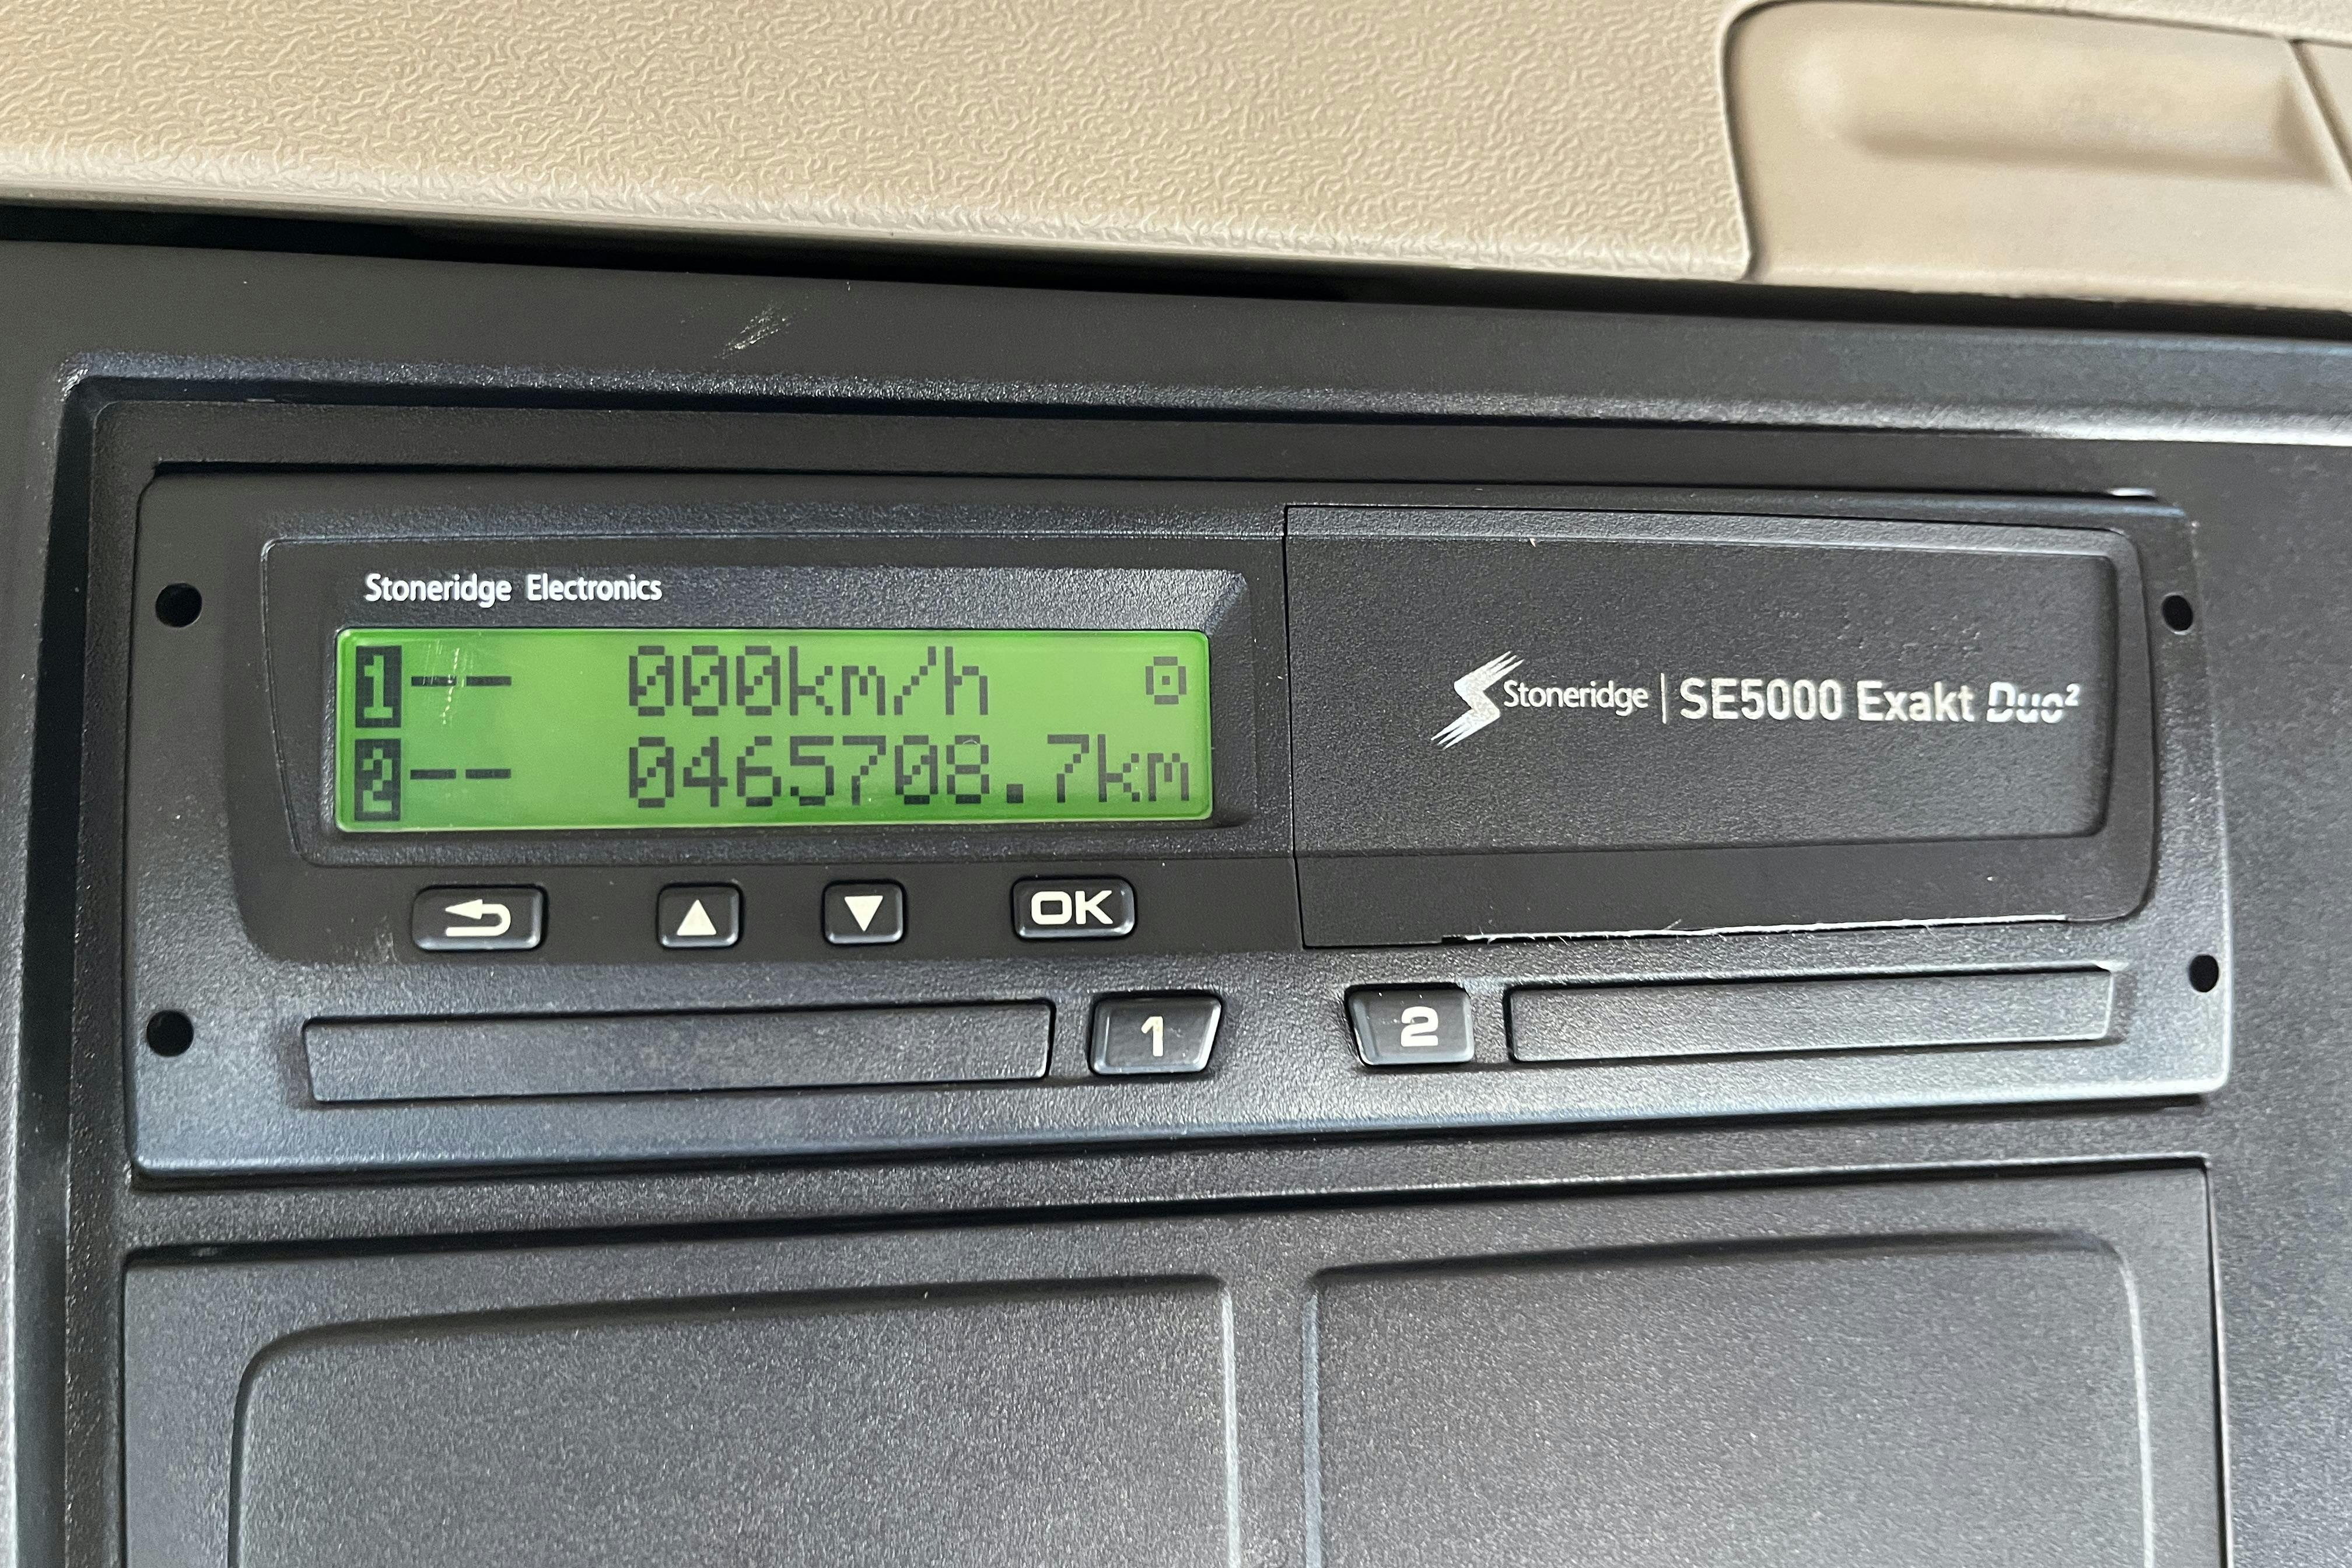 Stoneridge Electronics
1-- 000km/h
2-- 0465708.7km
Stoneridge | SE5000 Exakt Duo²
OK
1
2